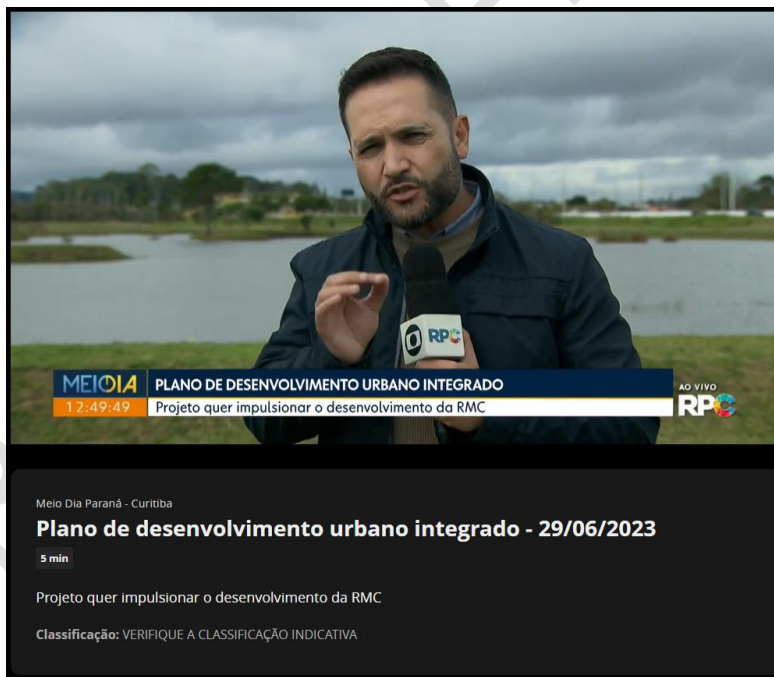 RPC
MEIODIA
PLANO DE DESENVOLVIMENTO URBANO INTEGRADO
AO VIVO
12:49:49
Projeto quer impulsionar o desenvolvimento da RMC
RPC
Meio Dia Paraná - Curitiba
Plano de desenvolvimento urbano integrado - 29/06/2023
5 min
Projeto quer impulsionar o desenvolvimento da RMC
Classificação: VERIFIQUE A CLASSIFICAÇÃO INDICATIVA